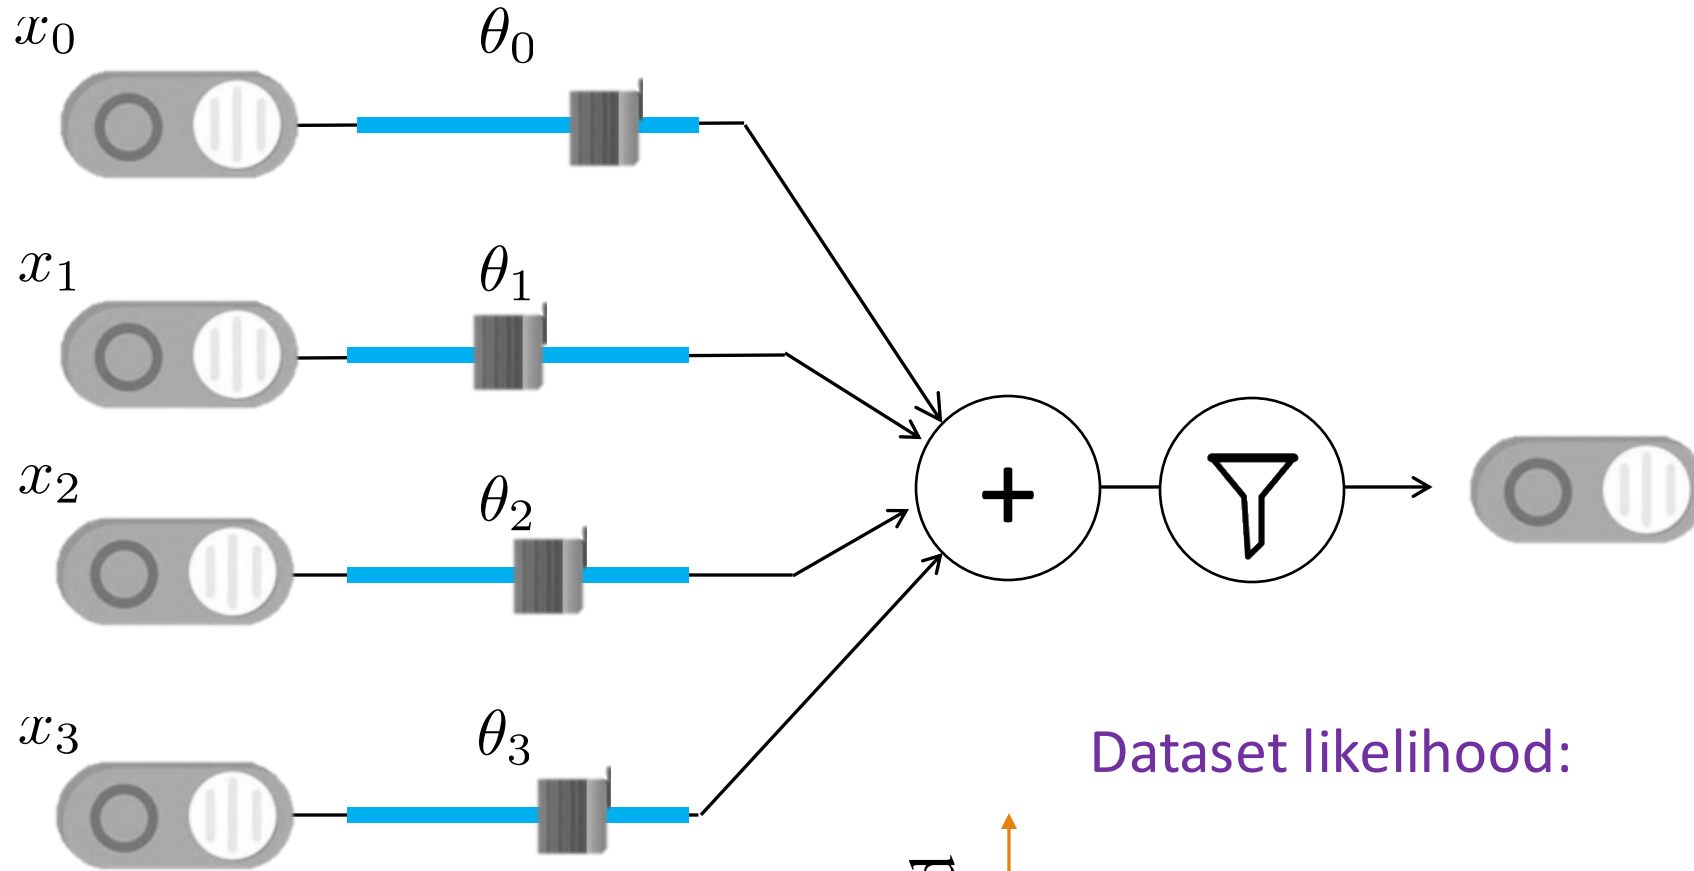 x₀
θ₀
x₁
θ₁
x₂
θ₂
x₃
θ₃
+
Dataset likelihood: